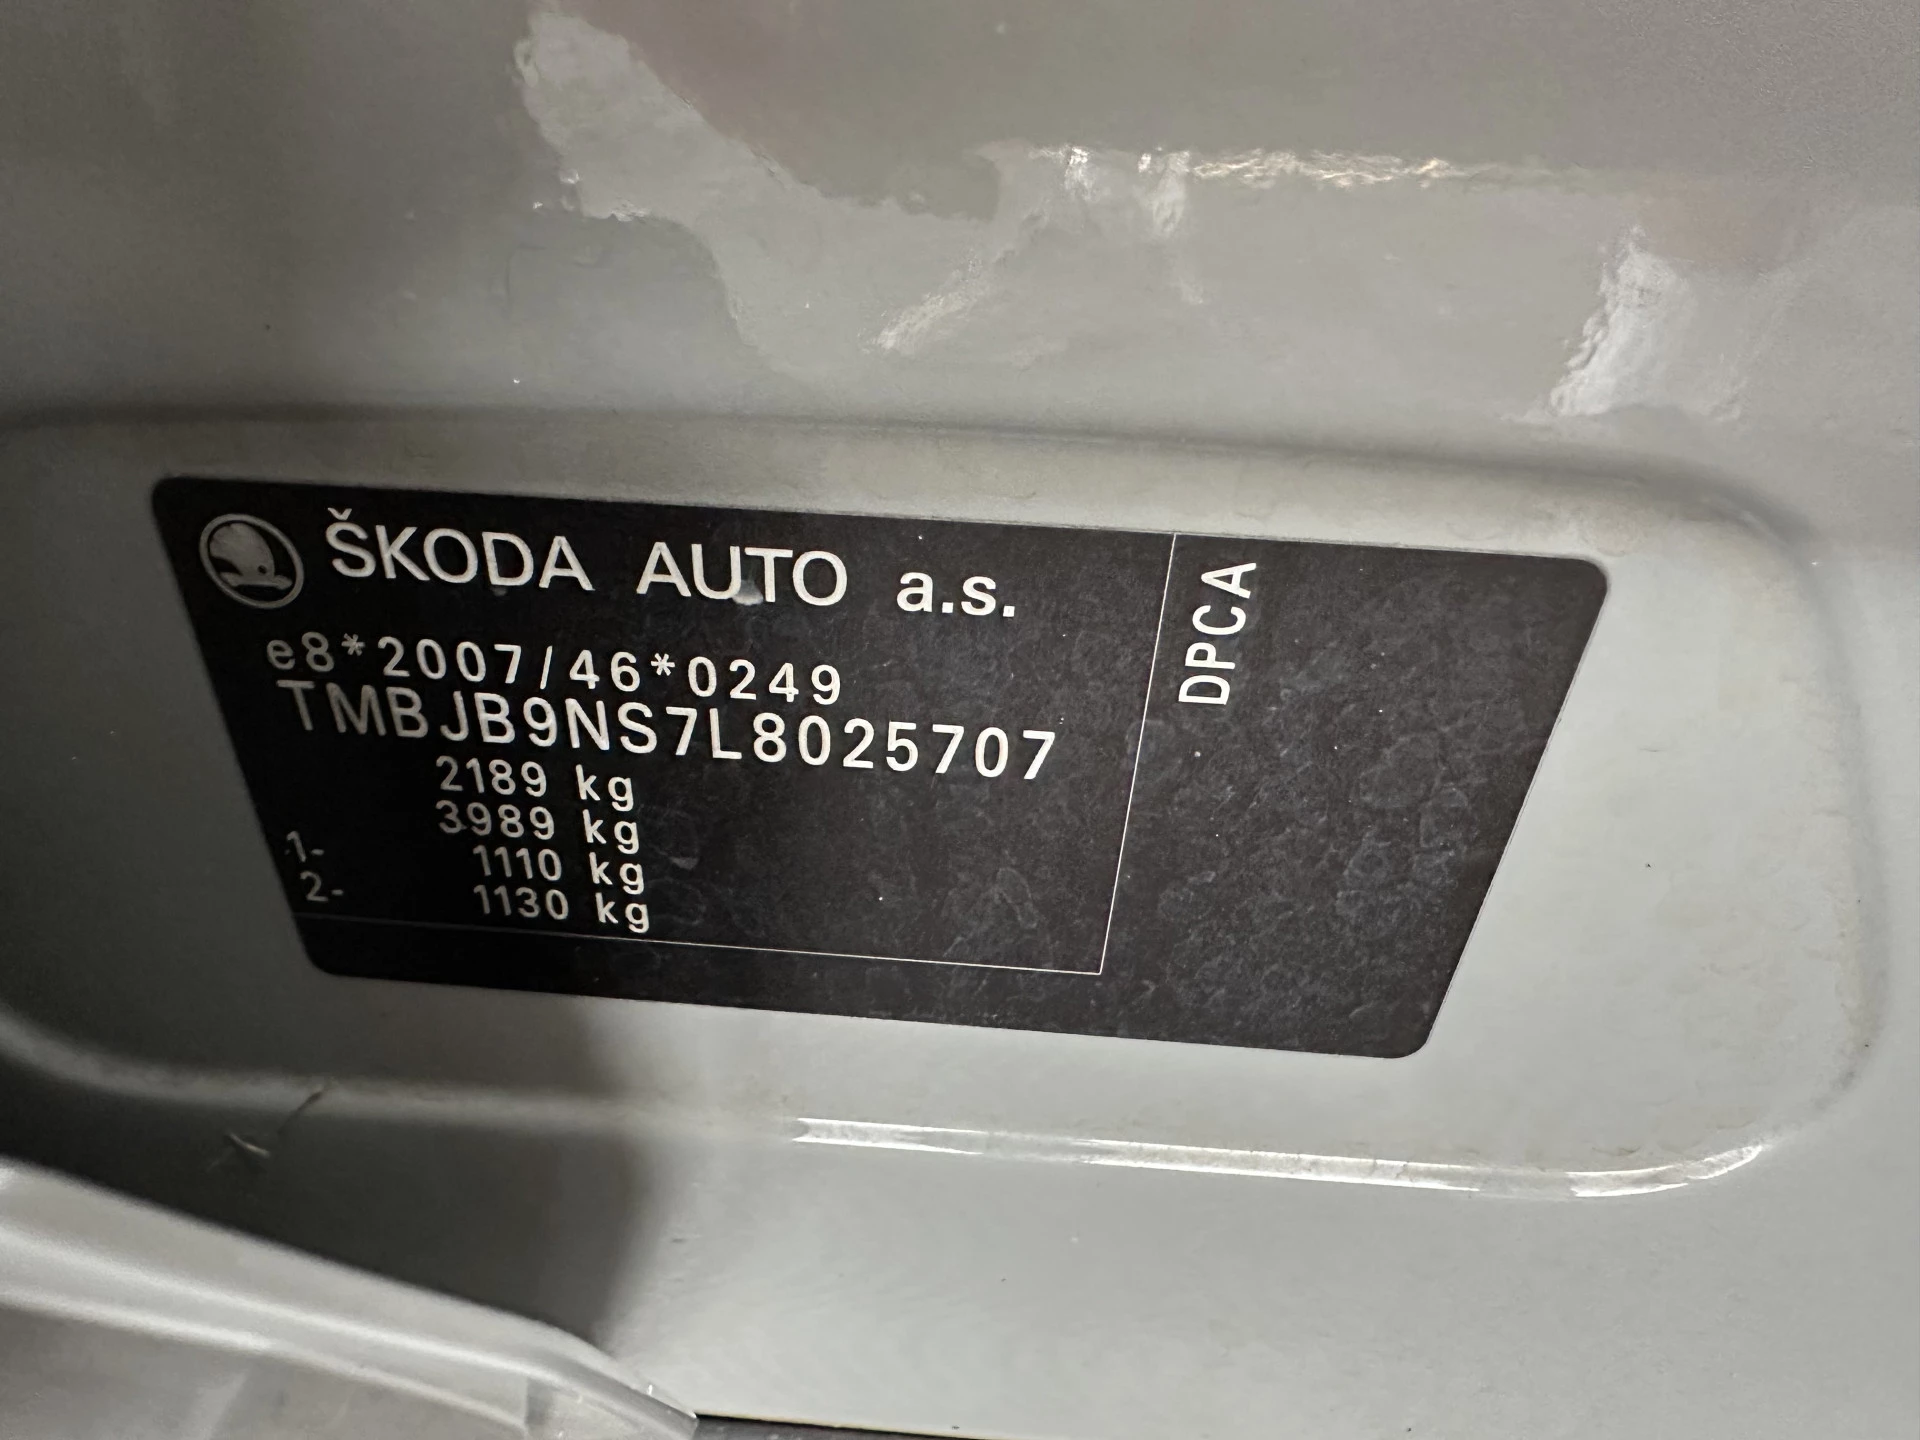 ŠKODA AUTO a.s.
e8*2007/46*0249
TMBJB9NS7L8025707
2189 kg
3989 kg
1- 1110 kg
2- 1130 kg
DPCA